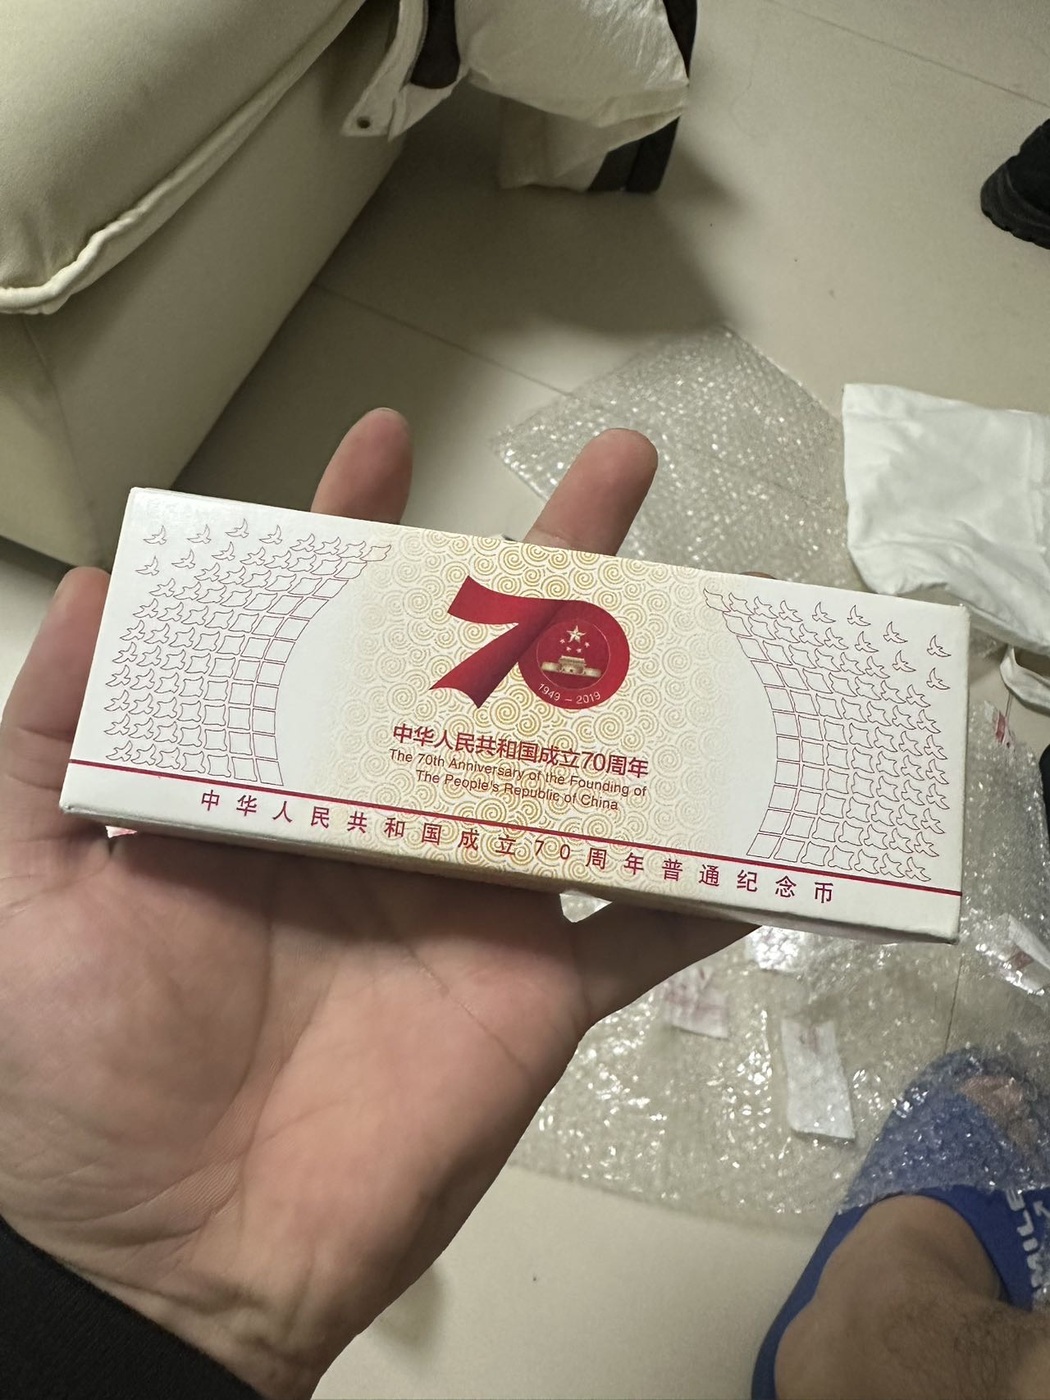 1949 – 2019
中华人民共和国成立70周年
The 70th Anniversary of the Founding of
The People's Republic of China
中华人民共和国成立70周年普通纪念币